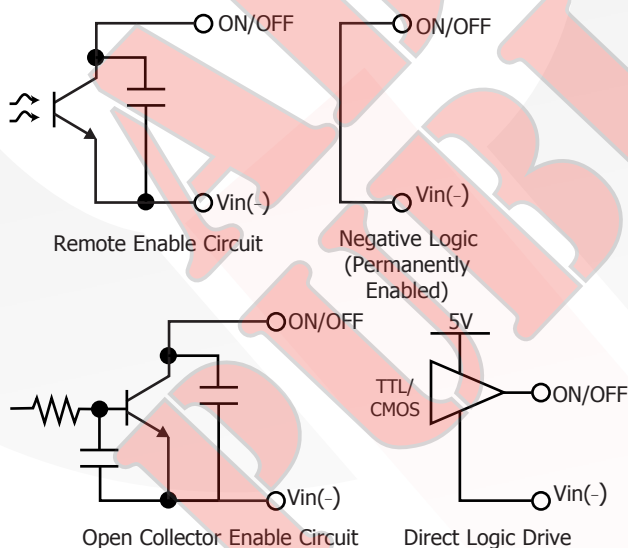 ON/OFF
Vin(-)
Remote Enable Circuit
ON/OFF
Vin(-)
Negative Logic
(Permanently
Enabled)
ON/OFF
Vin(-)
Open Collector Enable Circuit
5V
TTL/
CMOS
ON/OFF
Vin(-)
Direct Logic Drive